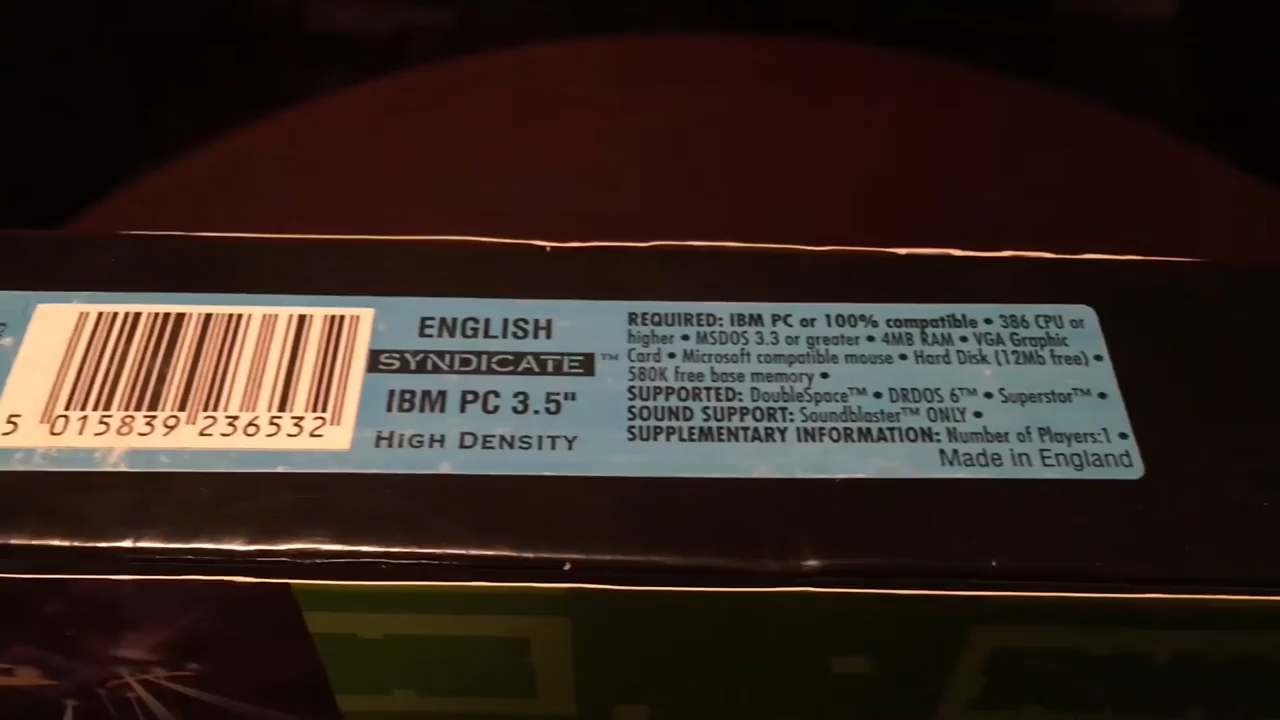 ENGLISH
SYNDICATE™
IBM PC 3.5"
HIGH DENSITY
5 015839 236532
REQUIRED: IBM PC or 100% compatible • 386 CPU or
higher • MSDOS 3.3 or greater • 4MB RAM • VGA Graphic
Card • Microsoft compatible mouse • Hard Disk (12Mb free) •
580K free base memory •
SUPPORTED: DoubleSpace™ • DRDOS 6™ • Superstor™ •
SOUND SUPPORT: Soundblaster™ ONLY •
SUPPLEMENTARY INFORMATION: Number of Players:1 •
Made in England